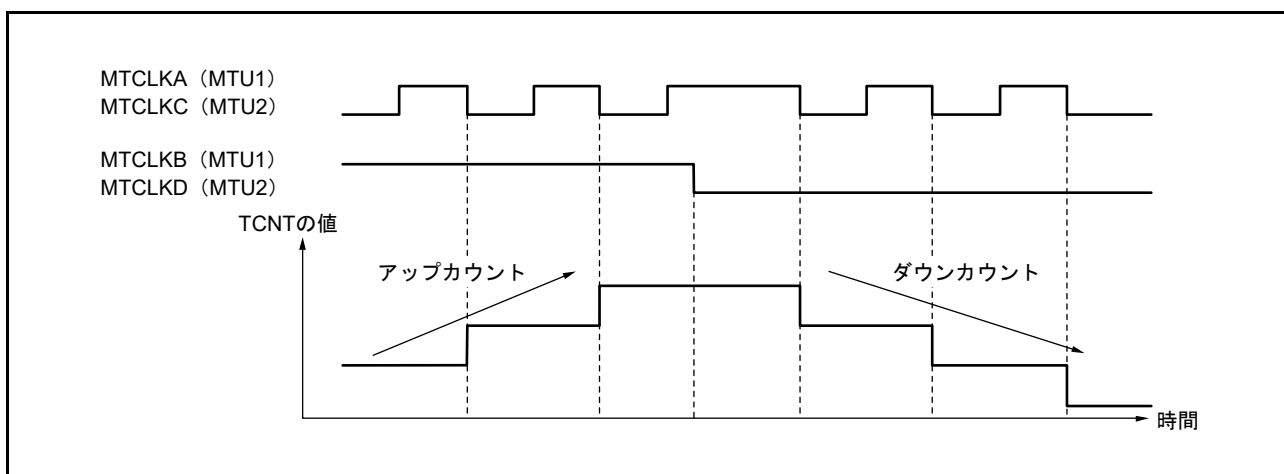 MTCLKA（MTU1）
MTCLKC（MTU2）
MTCLKB（MTU1）
MTCLKD（MTU2）
TCNTの値
アップカウント
ダウンカウント
時間